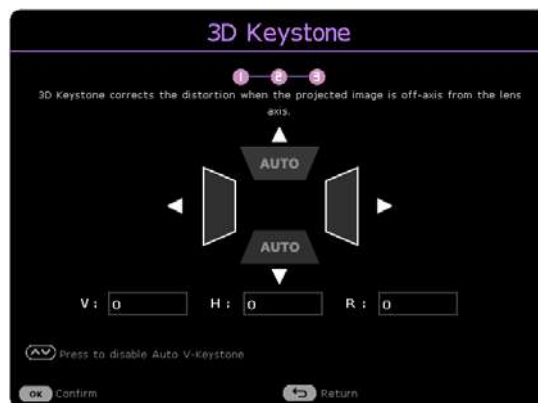 3D Keystone
1 2 3
3D Keystone corrects the distortion when the projected image is off-axis from the lens
axis.
AUTO
AUTO
V : 0 H : 0 R : 0
Press to disable Auto V-Keystone
OK Confirm Return